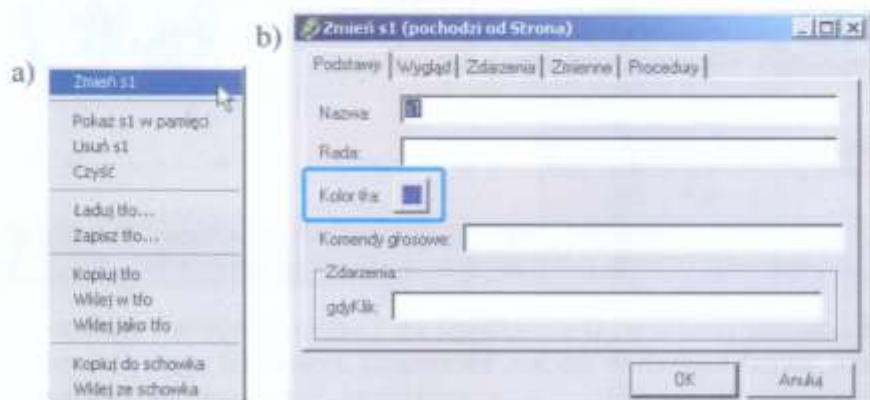 a)
Zmień s1
Pokaż s1 w pamięci
Usuń s1
Czyść
Ładuj tło...
Zapisz tło...
Kopiuj tło
Wklej w tło
Wklej jako tło
Kopiuj do schowka
Wklej ze schowka
b)
Zmień s1 (pochodzi od Strona)
Podstawy Wygląd Zdarzenia Zmienne Procedury
Nazwa: s1
Rada:
Kolor tła:
Komendy głosowe:
Zdarzenia
gdyKlik:
OK Anuluj